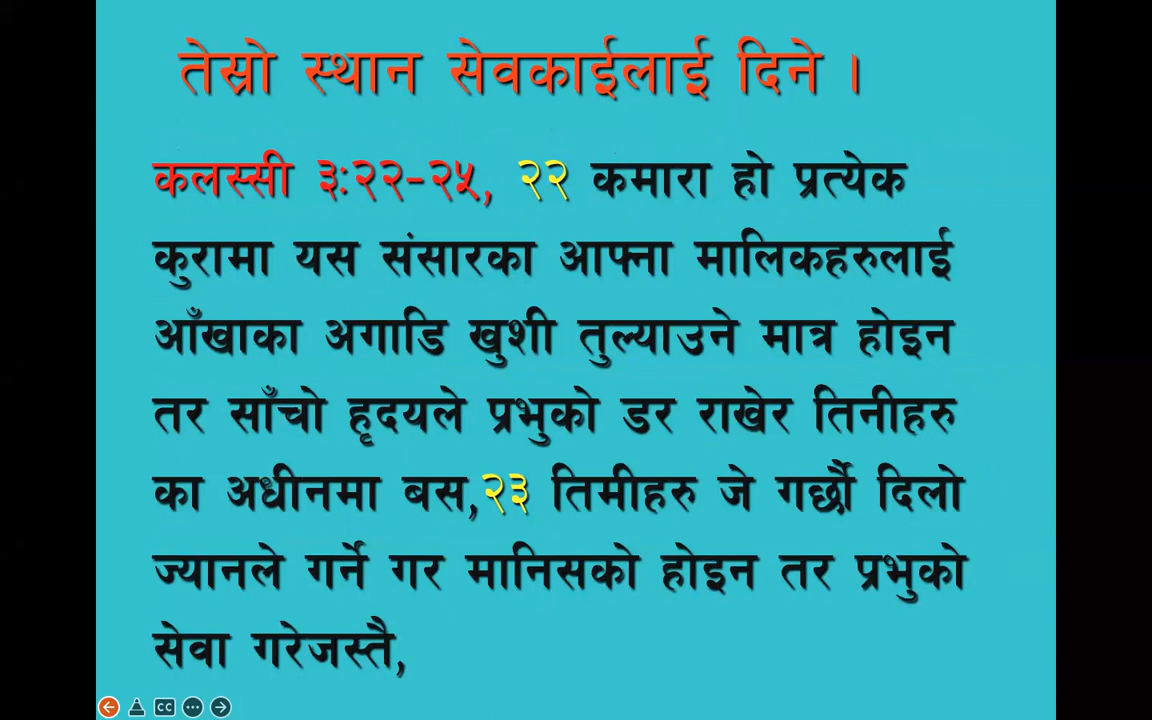 तेस्रो स्थान सेवकाईलाई दिने ।
कलस्सी ३:२२-२५, २२ कमारा हो प्रत्येक
कुरामा यस संसारका आफ्ना मालिकहरुलाई
आँखाका अगाडि खुशी तुल्याउने मात्र होइन
तर साँचो हृदयले प्रभुको डर राखेर तिनीहरु
का अधीनमा बस,२३ तिमीहरु जे गर्छौ दिलो
ज्यानले गर्ने गर मानिसको होइन तर प्रभुको
सेवा गरेजस्तै,
CC